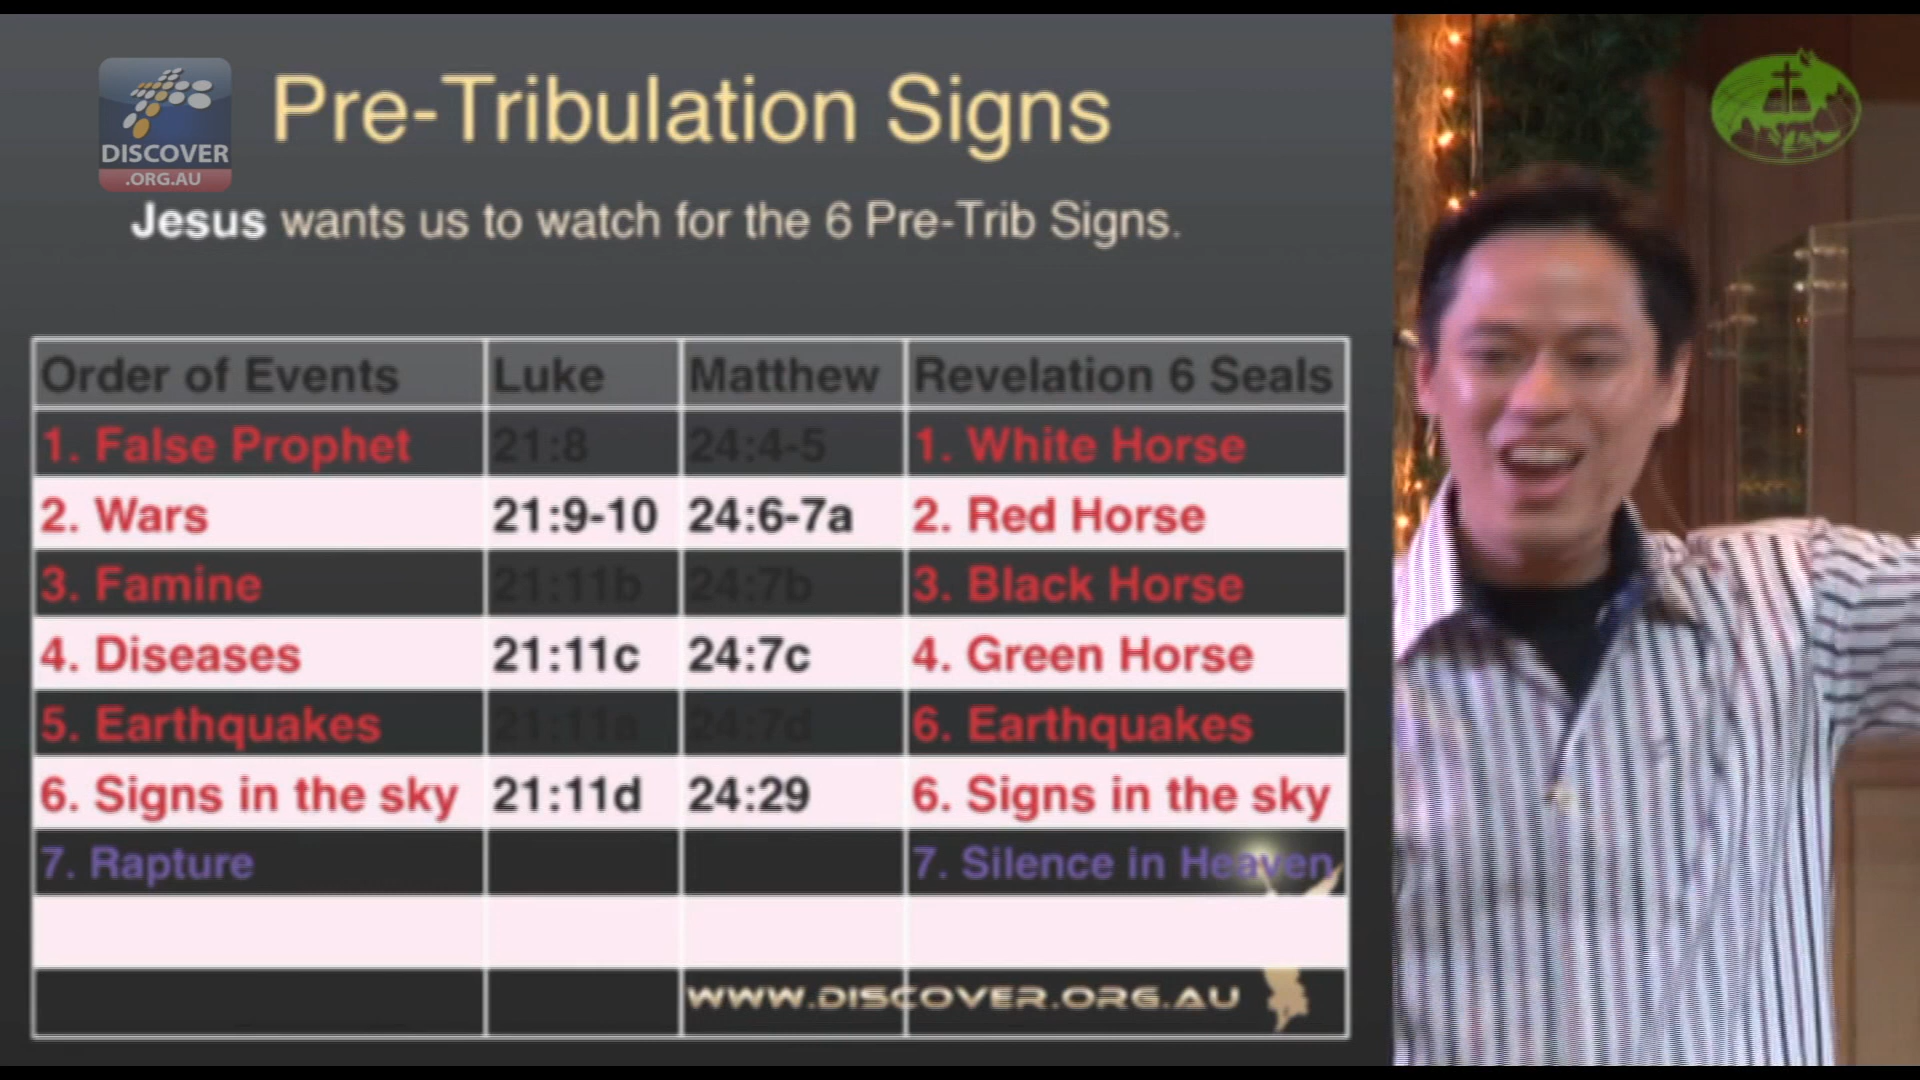 DISCOVER
.ORG.AU
Pre-Tribulation Signs
Jesus wants us to watch for the 6 Pre-Trib Signs.
Order of Events Luke Matthew Revelation 6 Seals
1. False Prophet 21:8 24:4-5 1. White Horse
2. Wars 21:9-10 24:6-7a 2. Red Horse
3. Famine 21:11b 24:7b 3. Black Horse
4. Diseases 21:11c 24:7c 4. Green Horse
5. Earthquakes 21:11a 24:7d 6. Earthquakes
6. Signs in the sky 21:11d 24:29 6. Signs in the sky
7. Rapture 7. Silence in Heaven
WWW.DISCOVER.ORG.AU